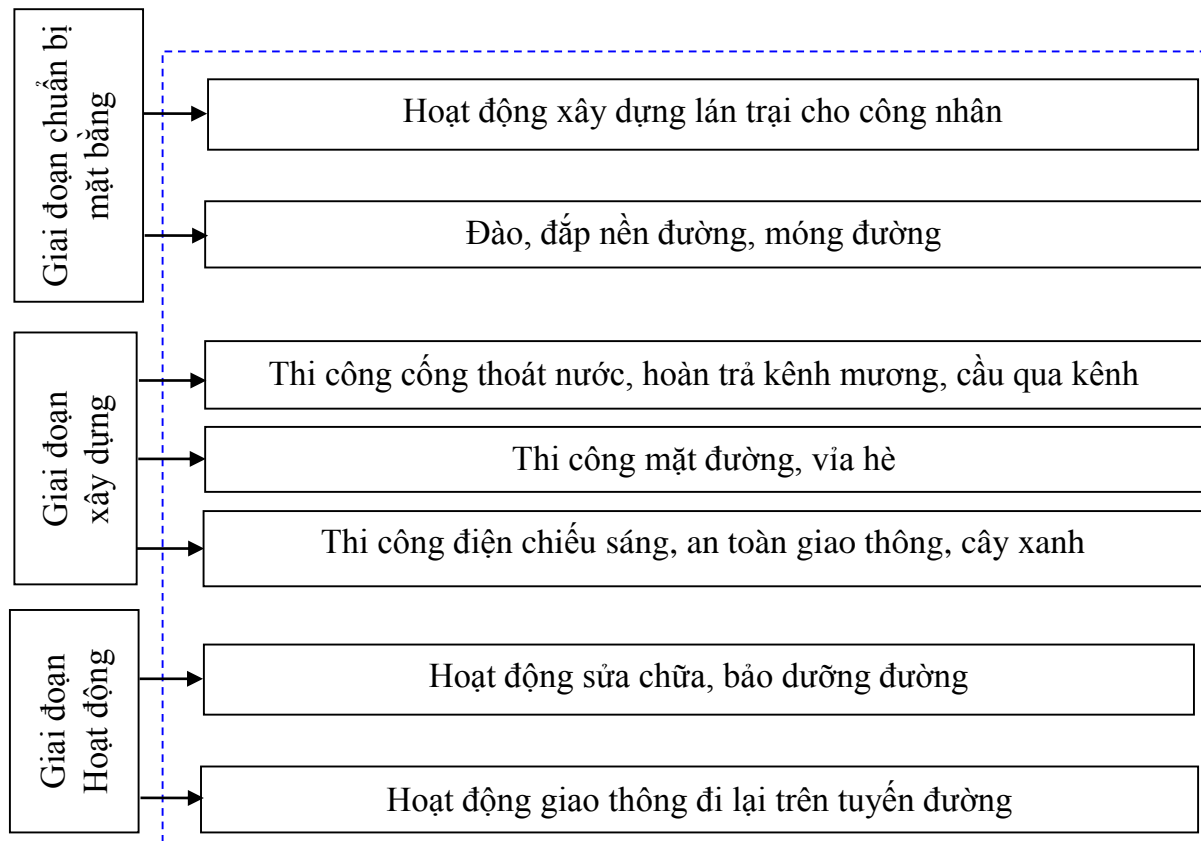 Giai đoạn chuẩn bị
mặt bằng
Hoạt động xây dựng lán trại cho công nhân
Đào, đắp nền đường, móng đường
Giai đoạn
xây dựng
Thi công cống thoát nước, hoàn trả kênh mương, cầu qua kênh
Thi công mặt đường, vỉa hè
Thi công điện chiếu sáng, an toàn giao thông, cây xanh
Giai đoạn
Hoạt động
Hoạt động sửa chữa, bảo dưỡng đường
Hoạt động giao thông đi lại trên tuyến đường